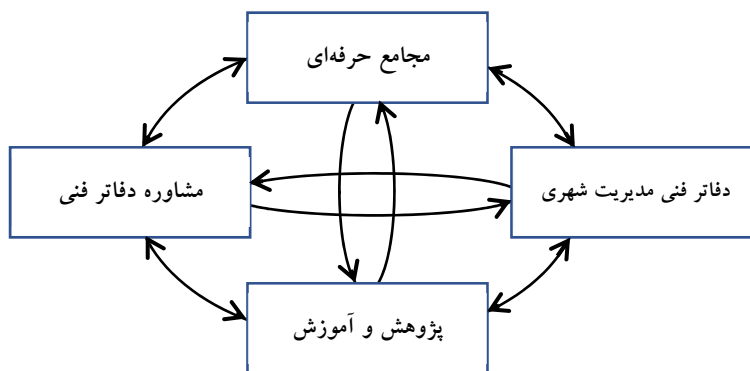 مجامع حرفه‌ای
دفاتر فنی مدیریت شهری
مشاوره دفاتر فنی
پژوهش و آموزش